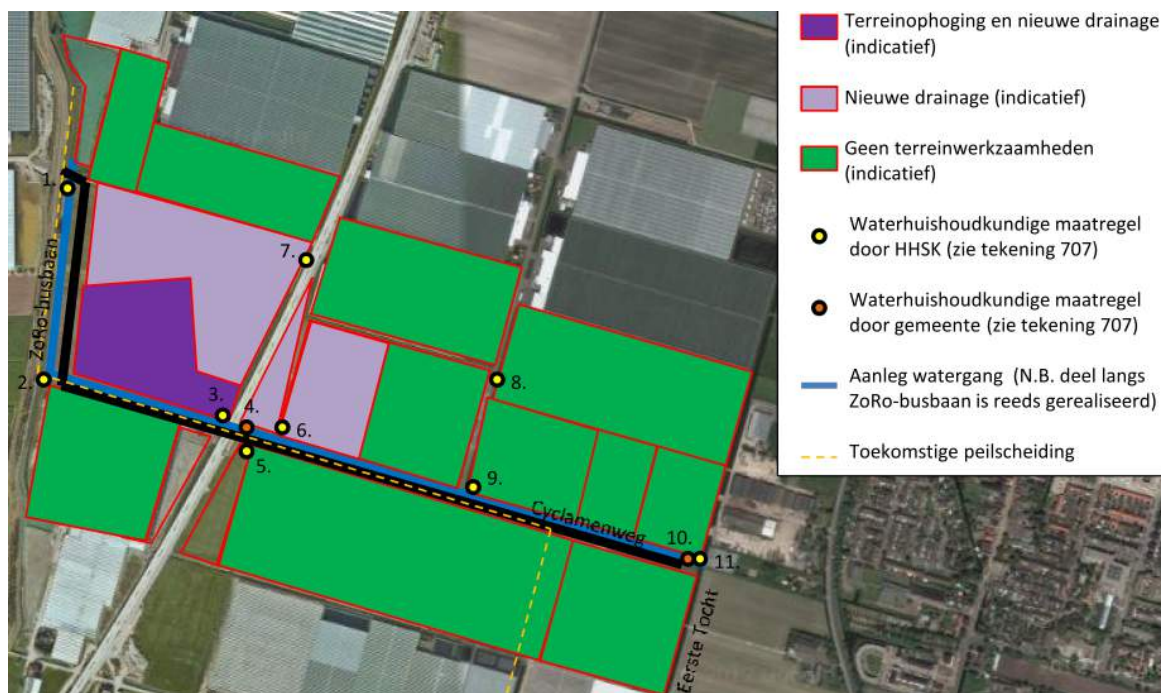 Terreinophoging en nieuwe drainage
(indicatief)
Nieuwe drainage (indicatief)
Geen terreinwerkzaamheden
(indicatief)
Waterhuishoudkundige maatregel
door HHSK (zie tekening 707)
Waterhuishoudkundige maatregel
door gemeente (zie tekening 707)
Aanleg watergang (N.B. deel langs
ZoRo-busbaan is reeds gerealiseerd)
Toekomstige peilscheiding
1.
ZoRo-busbaan
2.
3.
4.
5.
6.
7.
8.
9.
Cyclamenweg
10.
11.
Eerste Tocht